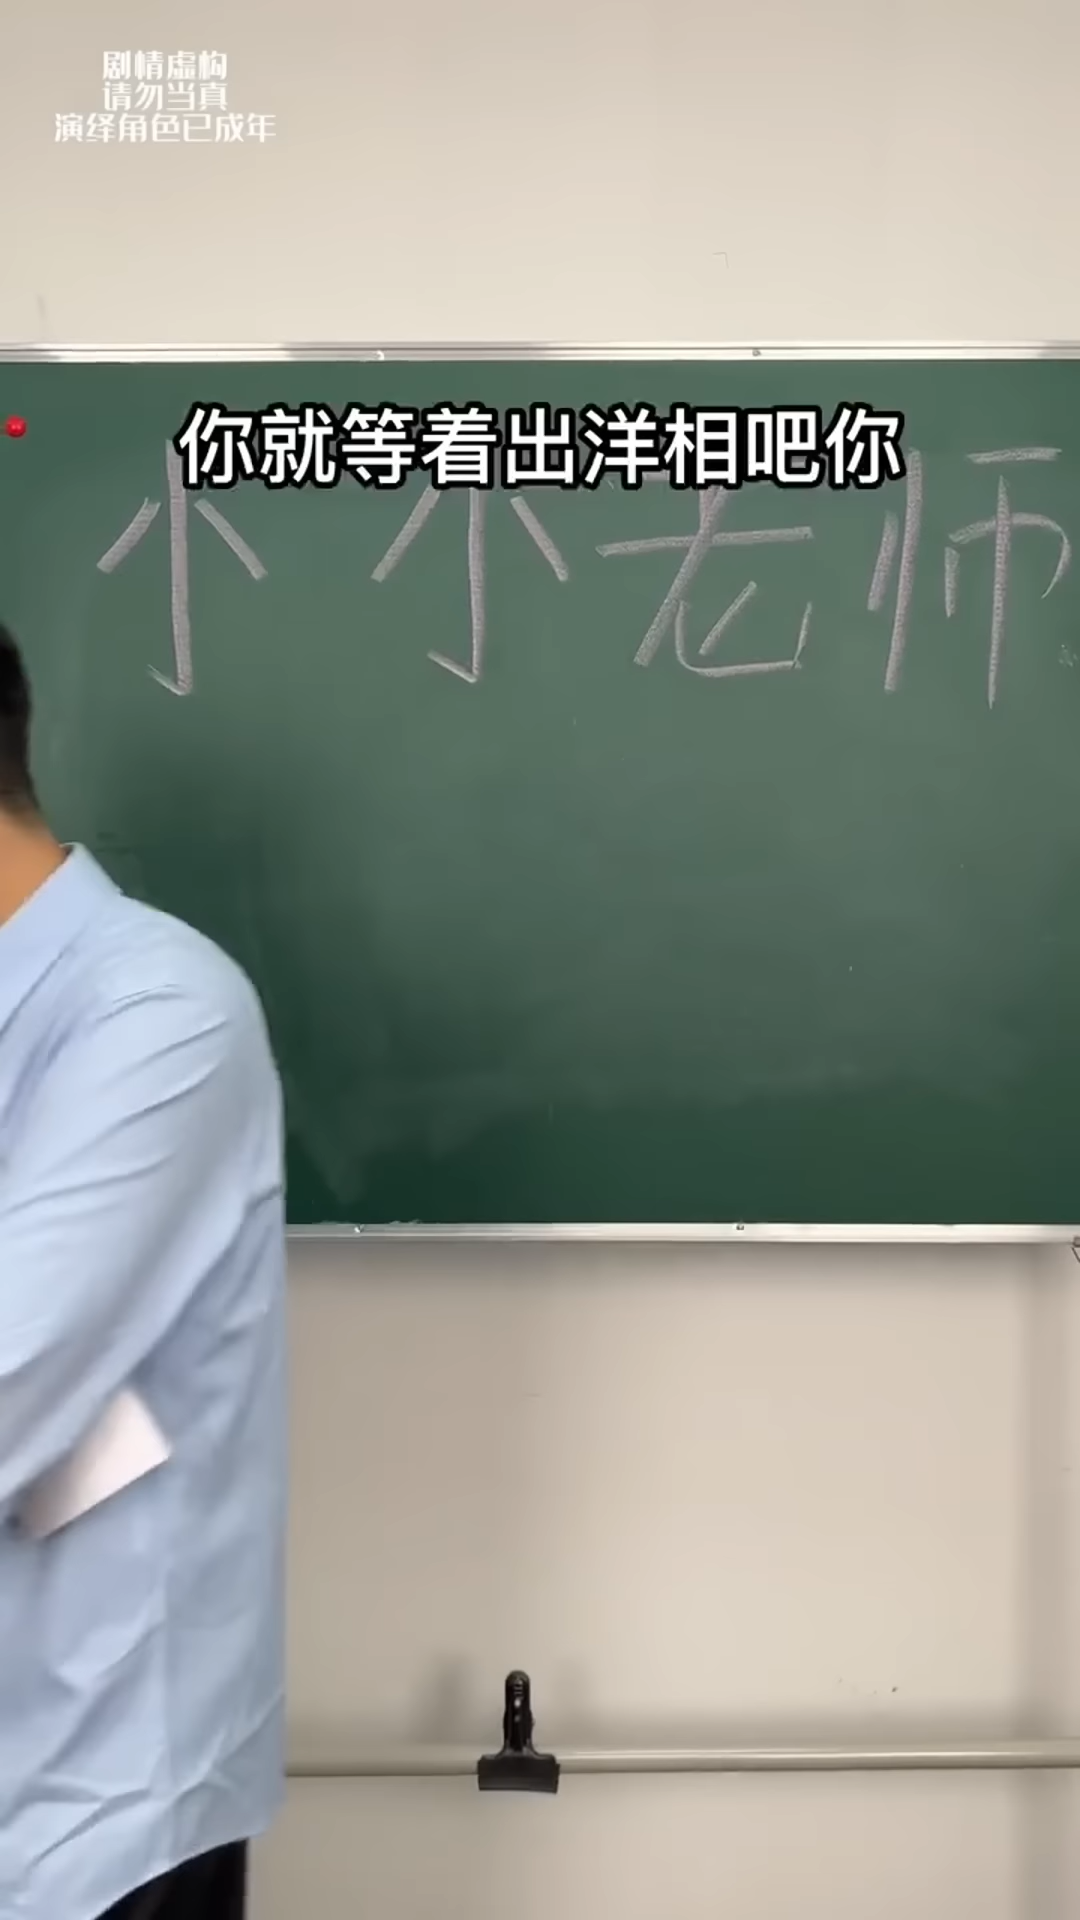 剧情虚构
请勿当真
演绎角色已成年
你就等着出洋相吧你
小小老师